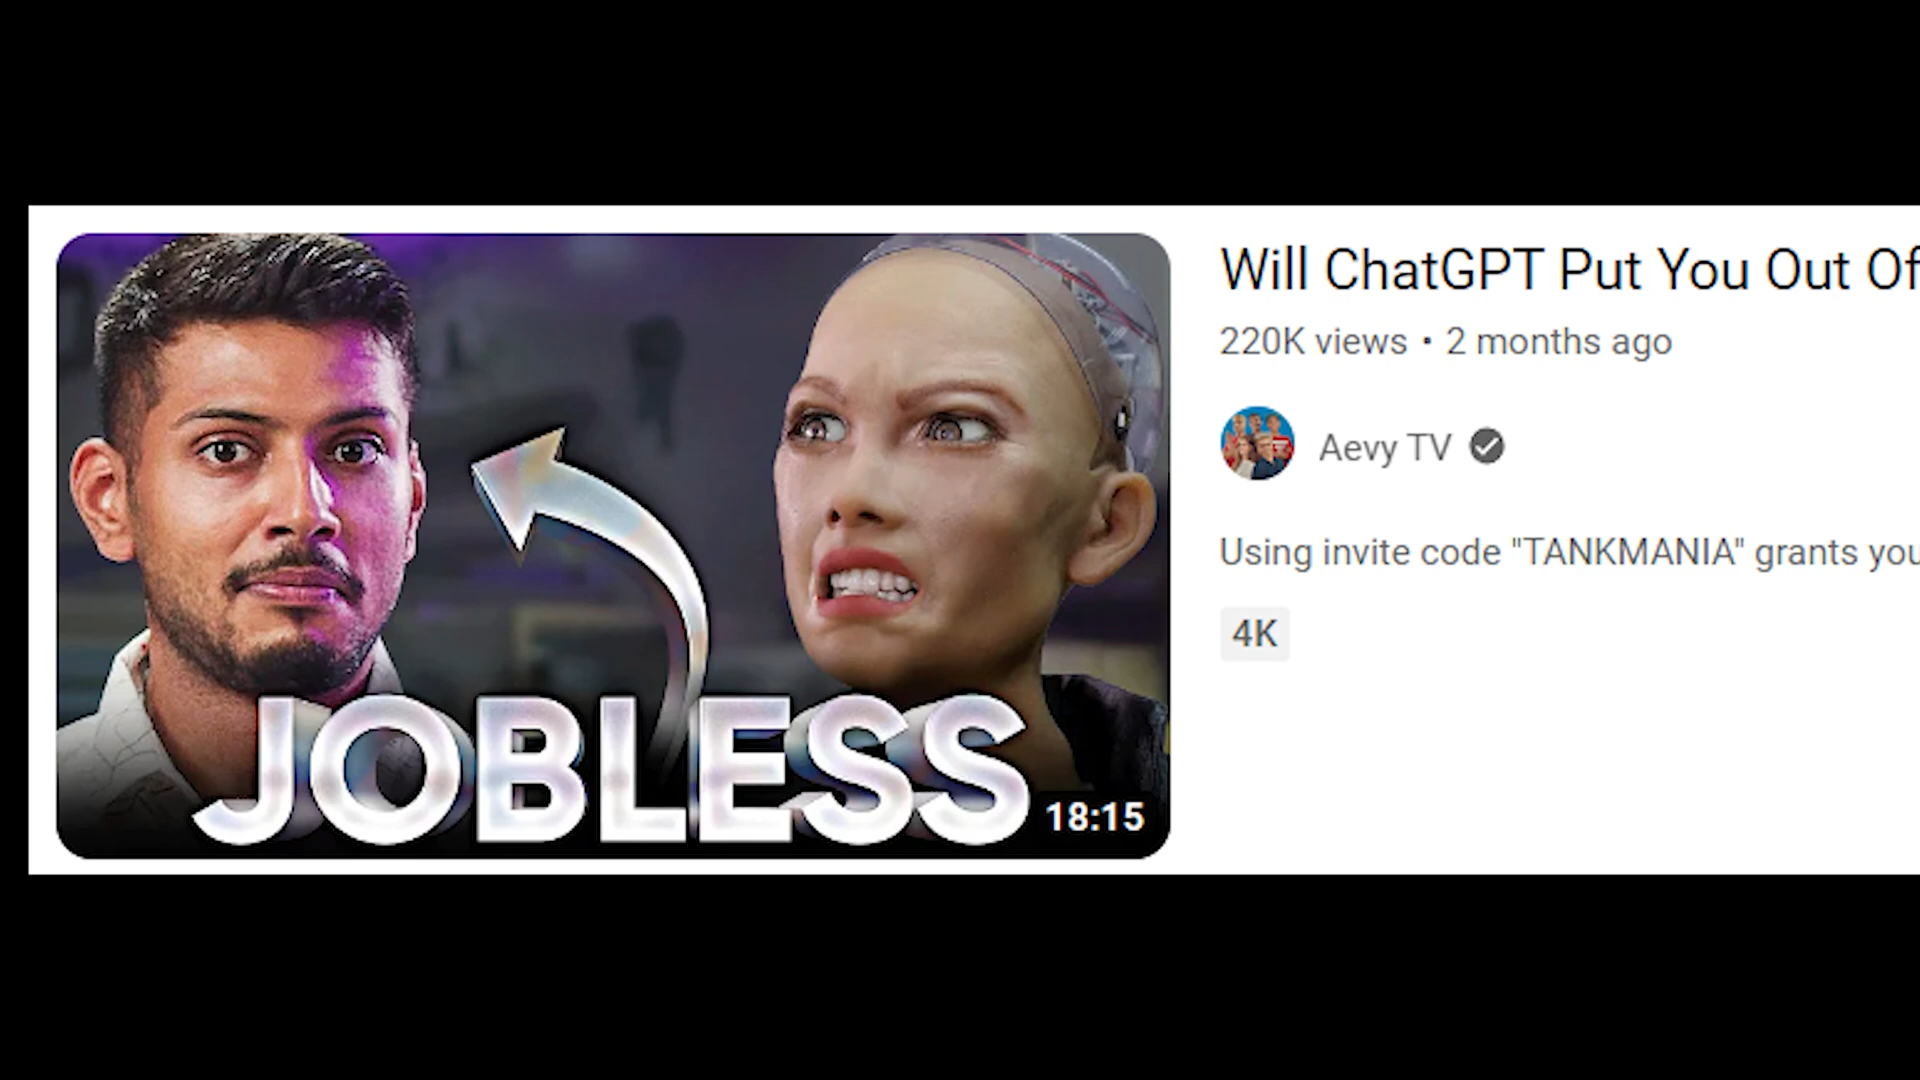 JOBLESS
18:15
Will ChatGPT Put You Out Of
220K views • 2 months ago
Aevy TV
Using invite code "TANKMANIA" grants you
4K